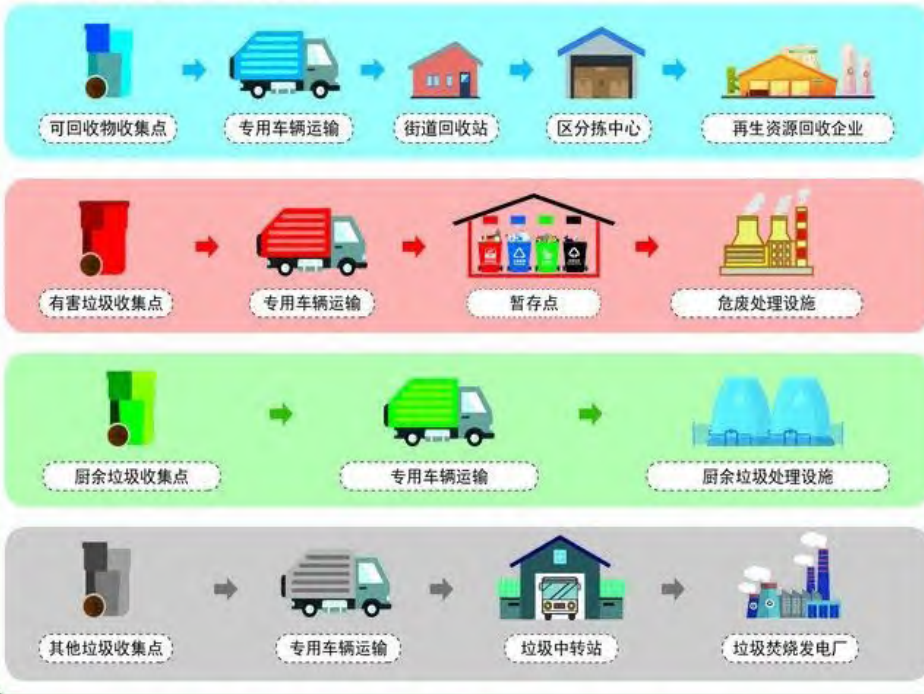 可回收物收集点
专用车辆运输
街道回收站
区分拣中心
再生资源回收企业
有害垃圾收集点
专用车辆运输
暂存点
危废处理设施
厨余垃圾收集点
专用车辆运输
厨余垃圾处理设施
其他垃圾收集点
专用车辆运输
垃圾中转站
垃圾焚烧发电厂